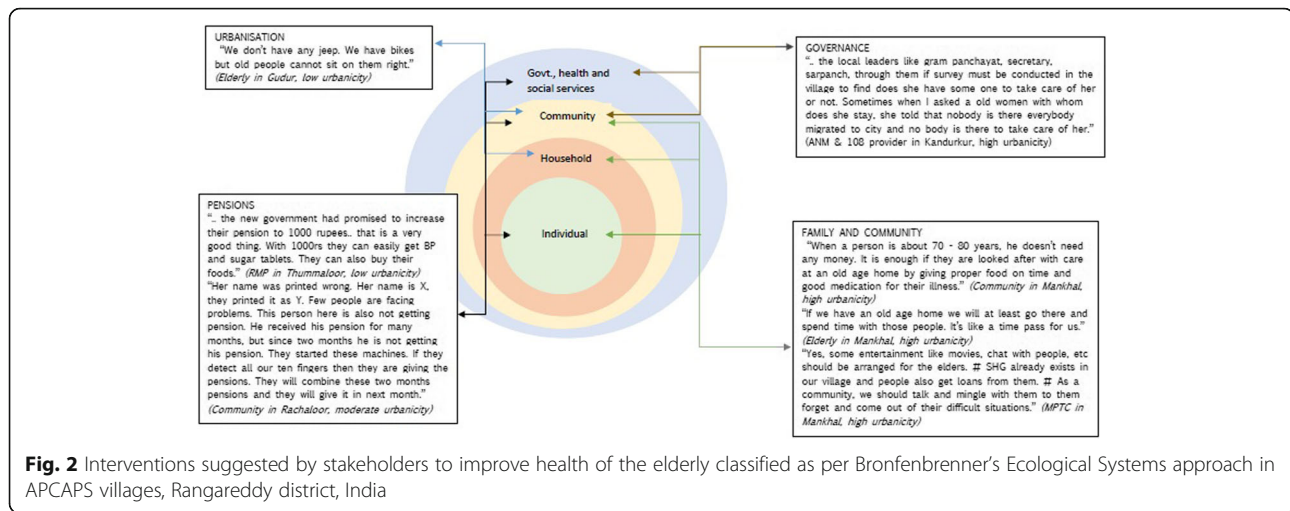 URBANISATION
“We don't have any jeep. We have bikes
but old people cannot sit on them right.”
(Elderly in Gudur, low urbanicity)
PENSIONS
“.. the new government had promised to increase
their pension to 1000 rupees.. that is a very
good thing. With 1000rs they can easily get BP
and sugar tablets. They can also buy their
foods.” (RMP in Thummaloor, low urbanicity)
“Her name was printed wrong. Her name is X,
they printed it as Y. Few people are facing
problems. This person here is also not getting
pension. He received his pension for many
months, but since two months he is not getting
his pension. They started these machines. If they
detect all our ten fingers then they are giving the
pensions. They will combine these two months
pensions and they will give it in next month.”
(Community in Rachaloor, moderate urbanicity)
Govt., health and
social services
Community
Household
Individual
GOVERNANCE
“.. the local leaders like gram panchayat, secretary,
sarpanch, through them if survey must be conducted in the
village to find does she have some one to take care of her
or not. Sometimes when I asked a old women with whom
does she stay, she told that nobody is there everybody
migrated to city and no body is there to take care of her.”
(ANM & 108 provider in Kandurkur, high urbanicity)
FAMILY AND COMMUNITY
“When a person is about 70 - 80 years, he doesn't need
any money. It is enough if they are looked after with care
at an old age home by giving proper food on time and
good medication for their illness.” (Community in Mankhal,
high urbanicity)
“If we have an old age home we will at least go there and
spend time with those people. It's like a time pass for us.”
(Elderly in Mankhal, high urbanicity)
“Yes, some entertainment like movies, chat with people, etc
should be arranged for the elders. # SHG already exists in
our village and people also get loans from them. # As a
community, we should talk and mingle with them to them
forget and come out of their difficult situations.” (MPTC in
Mankhal, high urbanicity)
Fig. 2 Interventions suggested by stakeholders to improve health of the elderly classified as per Bronfenbrenner's Ecological Systems approach in
APCAPS villages, Rangareddy district, India